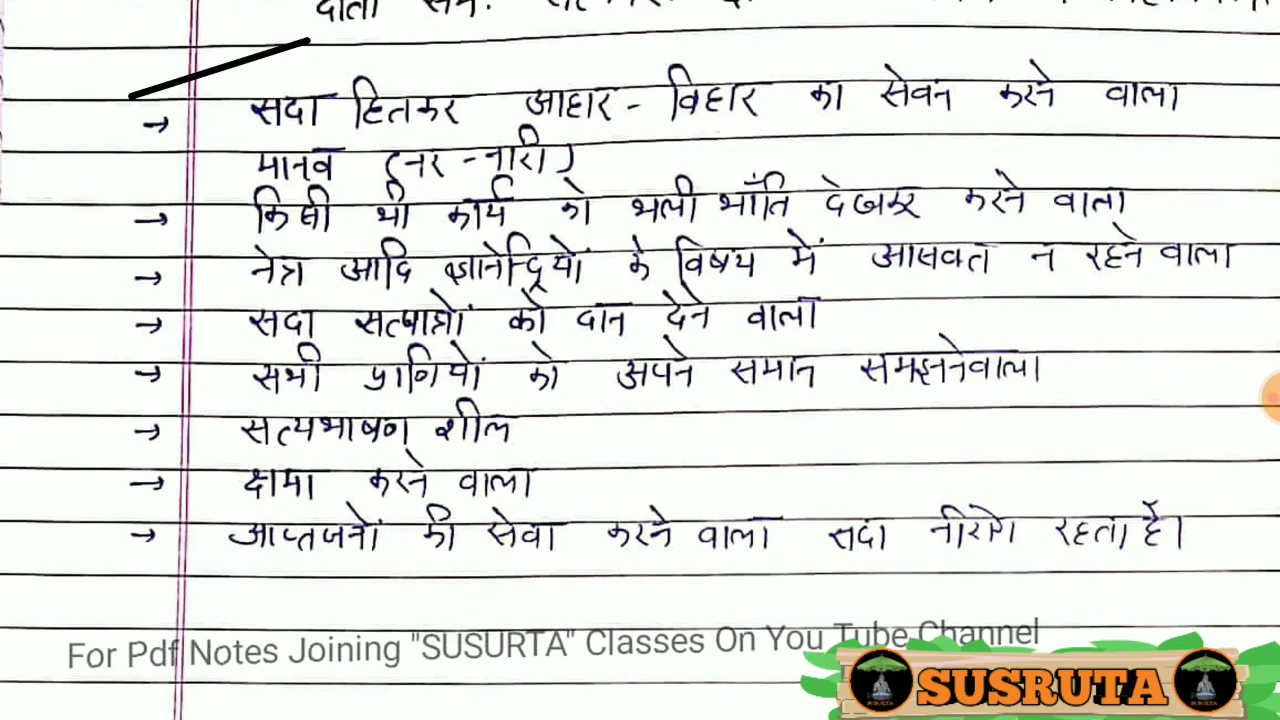 दाता सम:
सदा हितकर आहार - विहार का सेवन करने वाला
मानव (नर - नारी)
→ किसी भी कार्य को भली भाँति देखकर करने वाला
→ नेत्र आदि ज्ञानेन्द्रियों के विषय में आसक्त न रहने वाला
→ सदा सत्पात्रों को दान देने वाला
→ सभी प्राणियों को अपने समान समझनेवाला
→ सत्यभाषण शील
→ क्षमा करने वाला
→ आप्तजनों की सेवा करने वाला सदा नीरोग रहता है।
For Pdf Notes Joining "SUSURTA" Classes On You Tube Channel
SUSRUTA